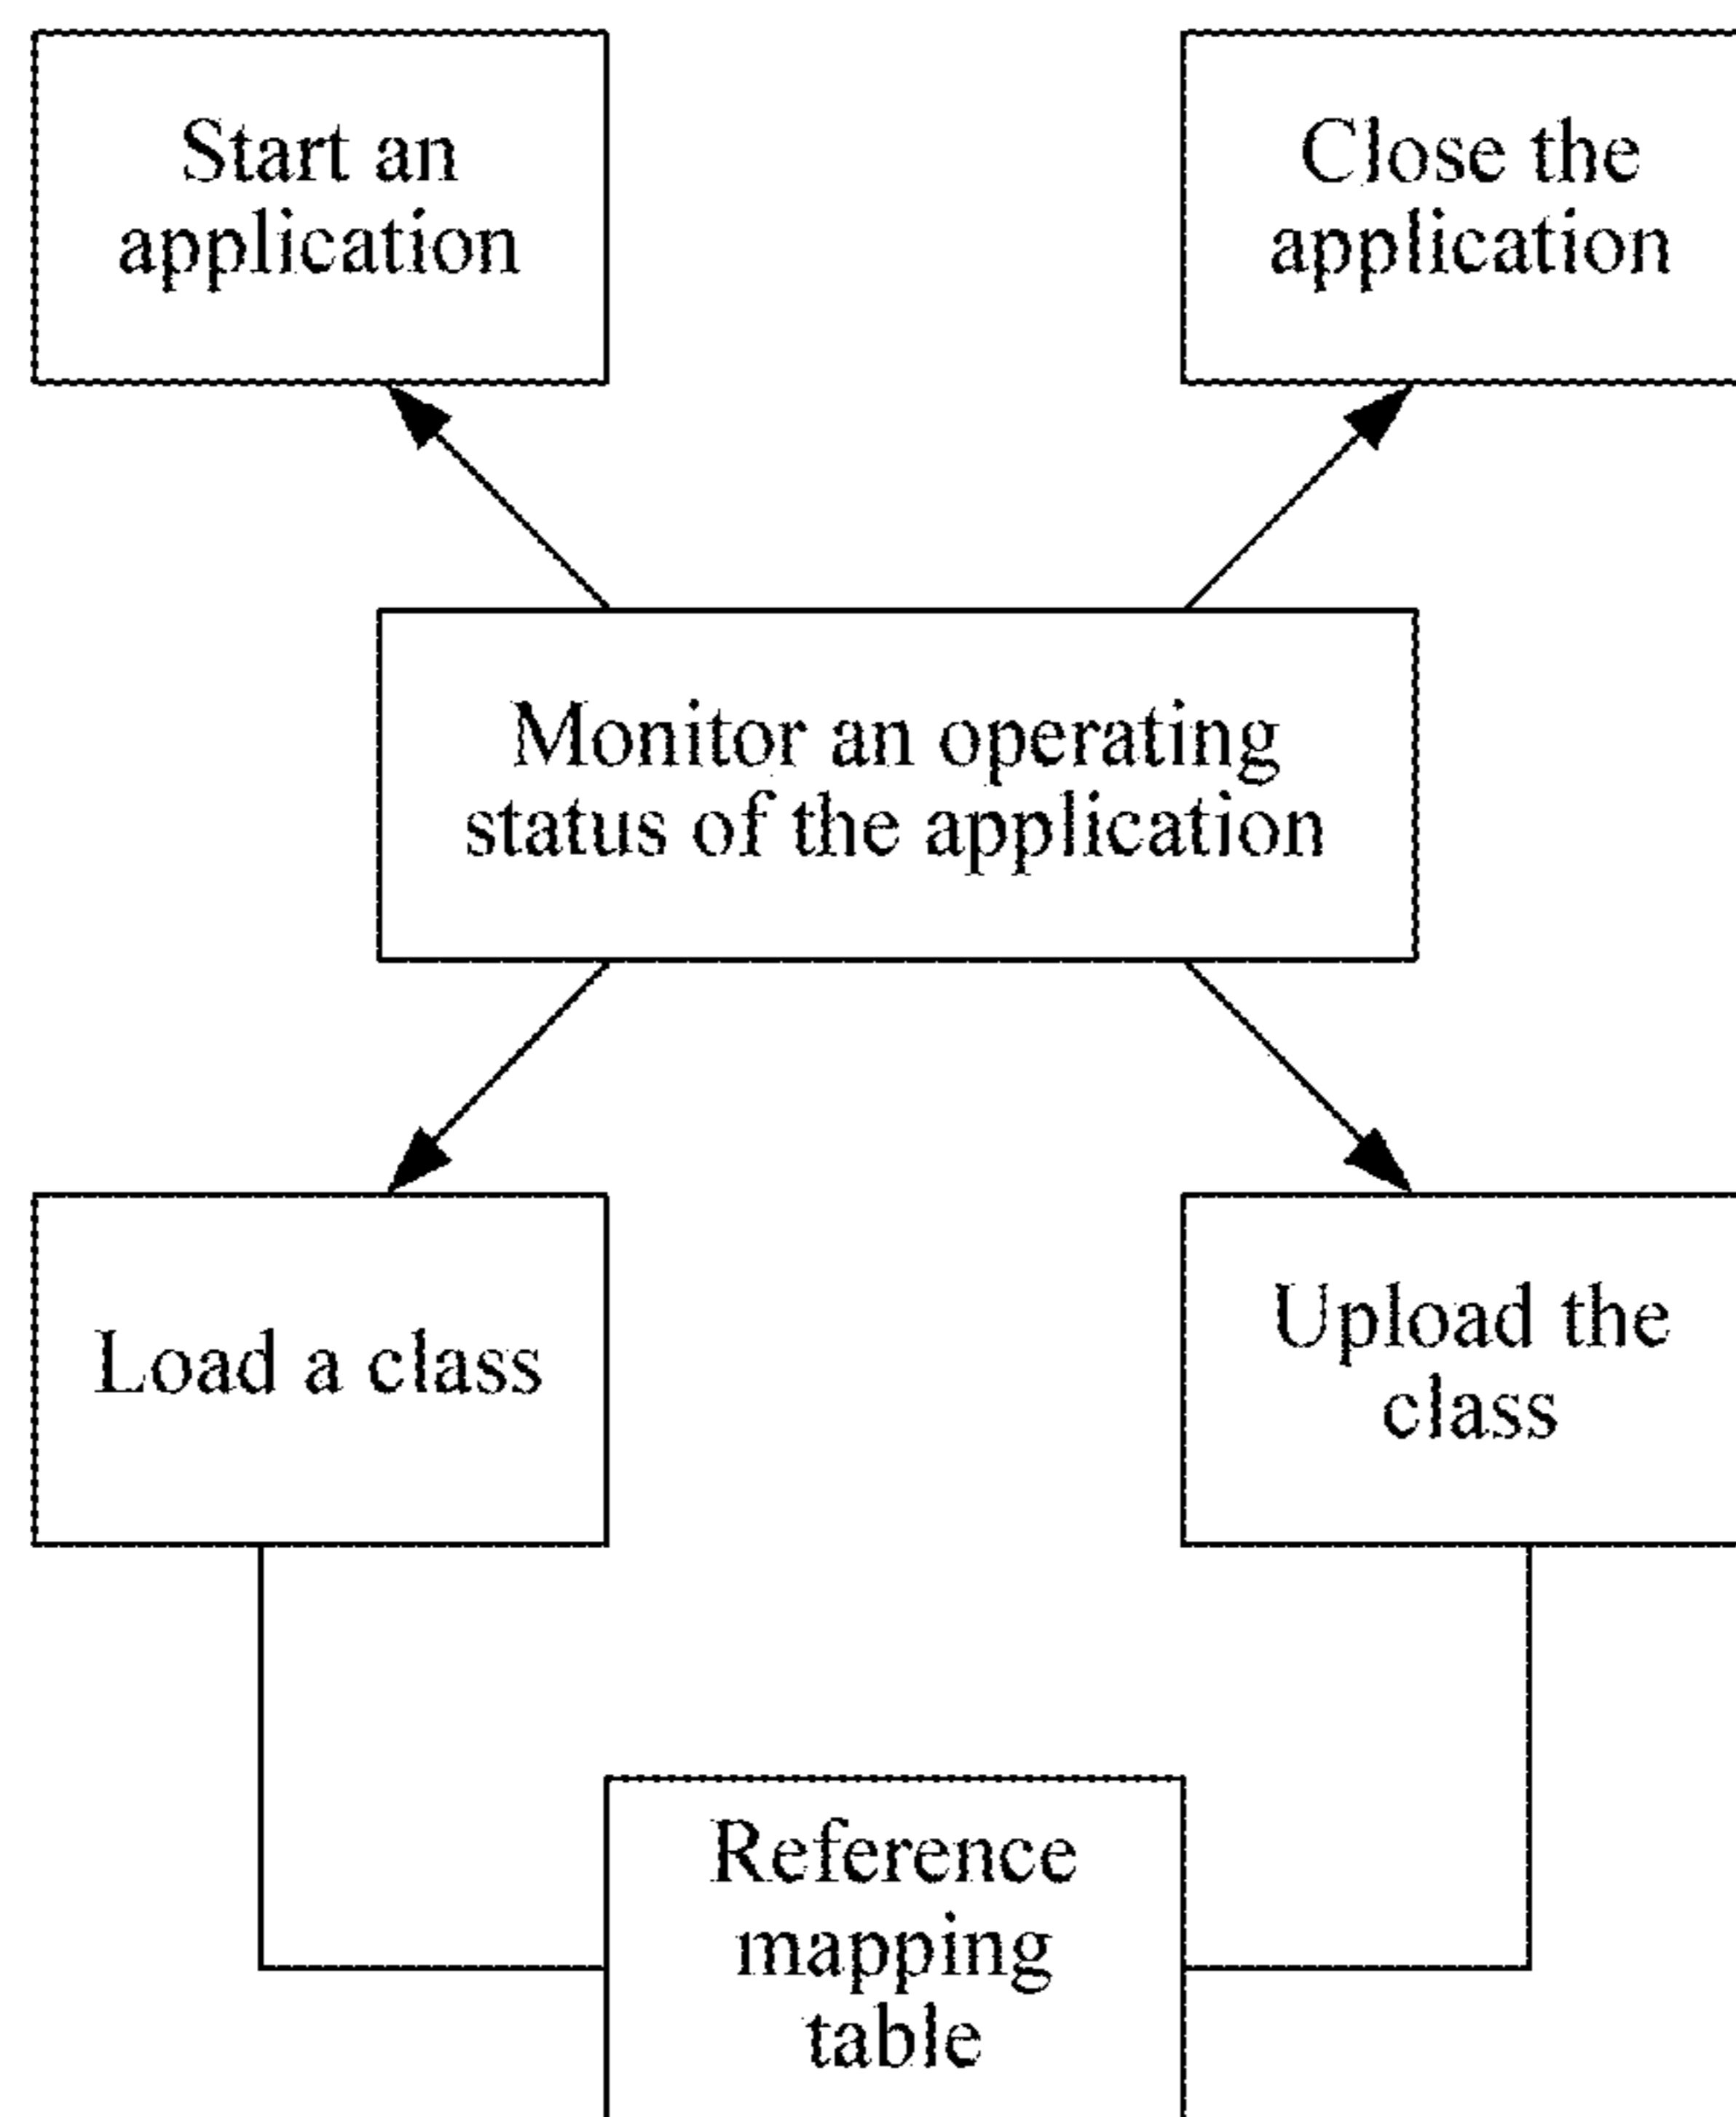 Start an
application
Close the
application
Monitor an operating
status of the application
Load a class
Upload the
class
Reference
mapping
table